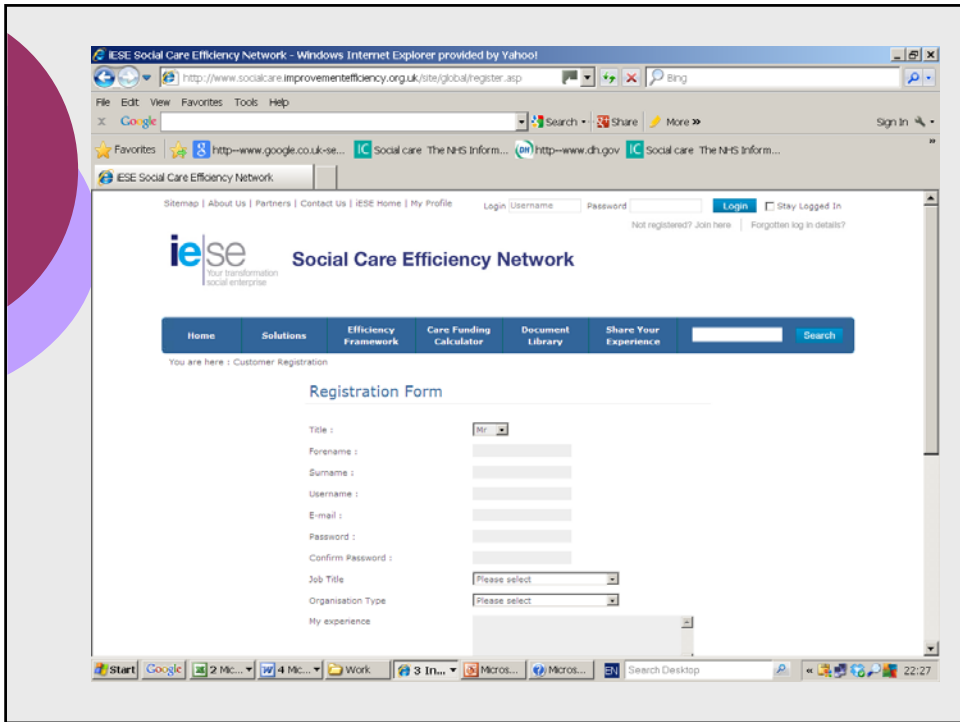 iESE Social Care Efficiency Network - Windows Internet Explorer provided by Yahoo!
http://www.socialcare.improvementefficiency.org.uk/site/global/register.asp Bing
File Edit View Favorites Tools Help
x Google Search Share More » Sign In
Favorites http--www.google.co.uk-se... IC Social care The NHS Inform... DH http--www.dh.gov IC Social care The NHS Inform... »
iESE Social Care Efficiency Network
Sitemap | About Us | Partners | Contact Us | iESE Home | My Profile Login Username Password Login Stay Logged In
Not registered? Join here | Forgotten log in details?
iese
Your transformation
social enterprise
Social Care Efficiency Network
Home Solutions Efficiency Framework Care Funding Calculator Document Library Share Your Experience Search
You are here : Customer Registration
Registration Form
Title : Mr
Forename :
Surname :
Username :
E-mail :
Password :
Confirm Password :
Job Title Please select
Organisation Type Please select
My experience
Start Google 2 Mic... 4 Mic... Work 3 In... Micros... Micros... EN Search Desktop « 22:27